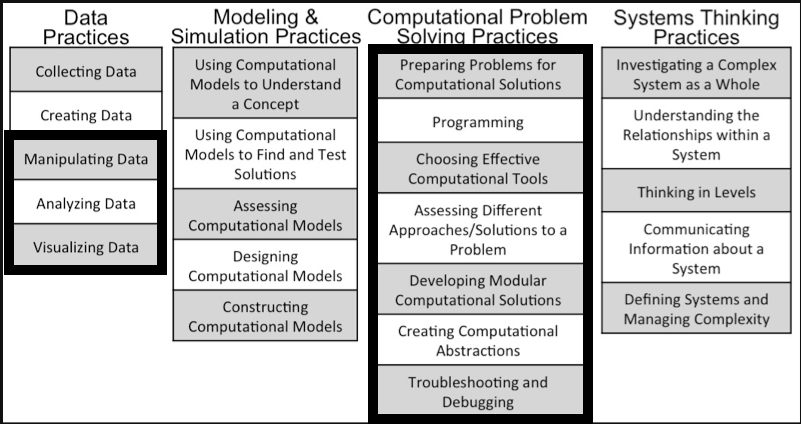 Data
Practices
Collecting Data
Creating Data
Manipulating Data
Analyzing Data
Visualizing Data
Modeling &
Simulation Practices
Using Computational
Models to Understand
a Concept
Using Computational
Models to Find and Test
Solutions
Assessing
Computational Models
Designing
Computational Models
Constructing
Computational Models
Computational Problem
Solving Practices
Preparing Problems for
Computational Solutions
Programming
Choosing Effective
Computational Tools
Assessing Different
Approaches/Solutions to a
Problem
Developing Modular
Computational Solutions
Creating Computational
Abstractions
Troubleshooting and
Debugging
Systems Thinking
Practices
Investigating a Complex
System as a Whole
Understanding the
Relationships within a
System
Thinking in Levels
Communicating
Information about a
System
Defining Systems and
Managing Complexity